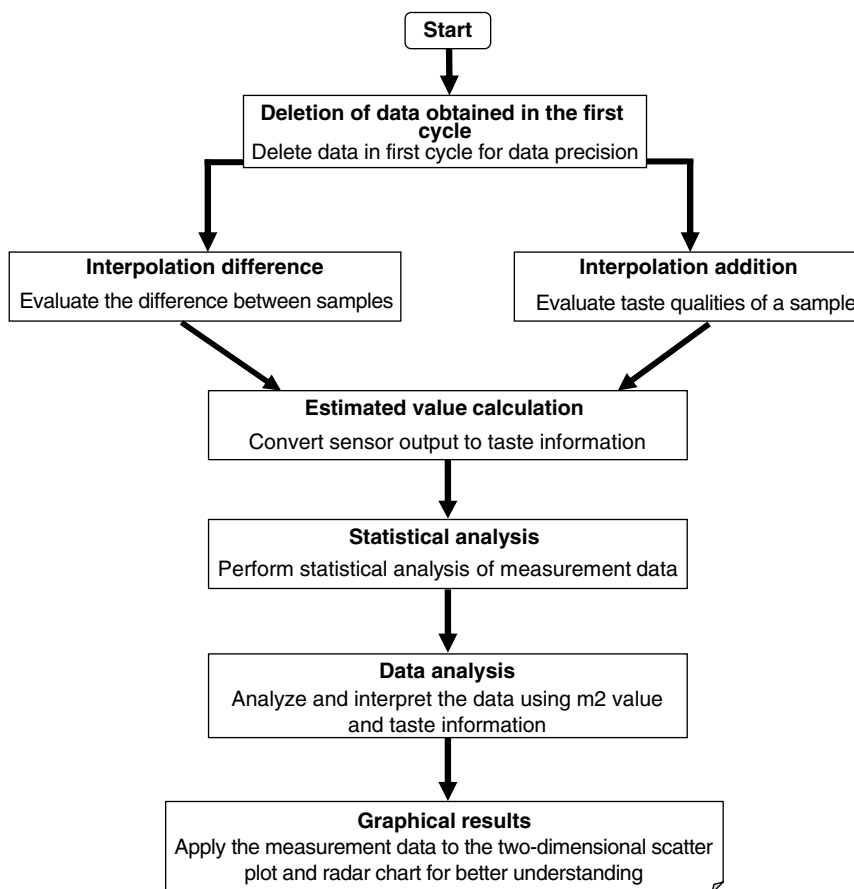 Start
Deletion of data obtained in the first
cycle
Delete data in first cycle for data precision
Interpolation difference
Evaluate the difference between samples
Interpolation addition
Evaluate taste qualities of a sample
Estimated value calculation
Convert sensor output to taste information
Statistical analysis
Perform statistical analysis of measurement data
Data analysis
Analyze and interpret the data using m2 value
and taste information
Graphical results
Apply the measurement data to the two-dimensional scatter
plot and radar chart for better understanding